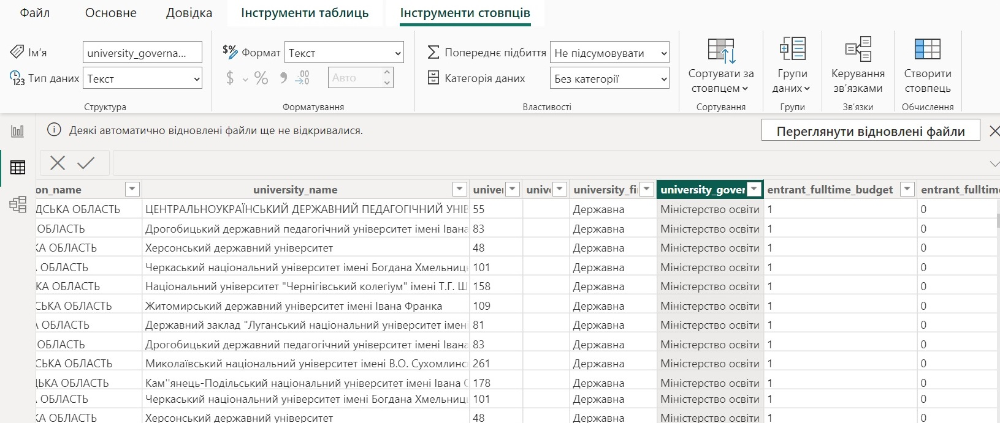 Файл Основне Довідка Інструменти таблиць Інструменти стовпців
Ім’я university_governa... $% Формат Текст Попереднє підбиття Не підсумовувати
Тип даних Текст $ % 9 .00 →.0 Авто Категорія даних Без категорії
Сортувати за стовпцем
Групи даних
Керування зв’язками
Створити стовпець
Структура Форматування Властивості Сортування Групи Зв’язки Обчислення
Деякі автоматично відновлені файли ще не відкривалися. Переглянути відновлені файли
on_name university_name univer univ university_fi university_gover entrant_fulltime_budget entrant_fulltime
ДСЬКА ОБЛАСТЬ ЦЕНТРАЛЬНОУКРАЇНСЬКИЙ ДЕРЖАВНИЙ ПЕДАГОГІЧНИЙ УНІВ 55 Державна Міністерство освіти 1 0
ОБЛАСТЬ Дрогобицький державний педагогічний університет імені Івана 83 Державна Міністерство освіти 1 0
КА ОБЛАСТЬ Херсонський державний університет 48 Державна Міністерство освіти 1 0
ОБЛАСТЬ Черкаський національний університет імені Богдана Хмельниць 101 Державна Міністерство освіти 1 0
КА ОБЛАСТЬ Національний університет "Чернігівський колегіум" імені Т.Г. Ш 158 Державна Міністерство освіти 1 0
СЬКА ОБЛАСТЬ Житомирський державний університет імені Івана Франка 109 Державна Міністерство освіти 1 0
ОБЛАСТЬ Державний заклад "Луганський національний університет імені 81 Державна Міністерство освіти 1 0
ОБЛАСТЬ Дрогобицький державний педагогічний університет імені Івана 83 Державна Міністерство освіти 1 0
СЬКА ОБЛАСТЬ Миколаївський національний університет імені В.О. Сухомлинс 261 Державна Міністерство освіти 1 0
ЦЬКА ОБЛАСТЬ Кам''янець-Подільський національний університет імені Івана О 178 Державна Міністерство освіти 1 0
ОБЛАСТЬ Черкаський національний університет імені Богдана Хмельниць 101 Державна Міністерство освіти 1 0
КА ОБЛАСТЬ Херсонський державний університет 48 Державна Міністерство освіти 1 0